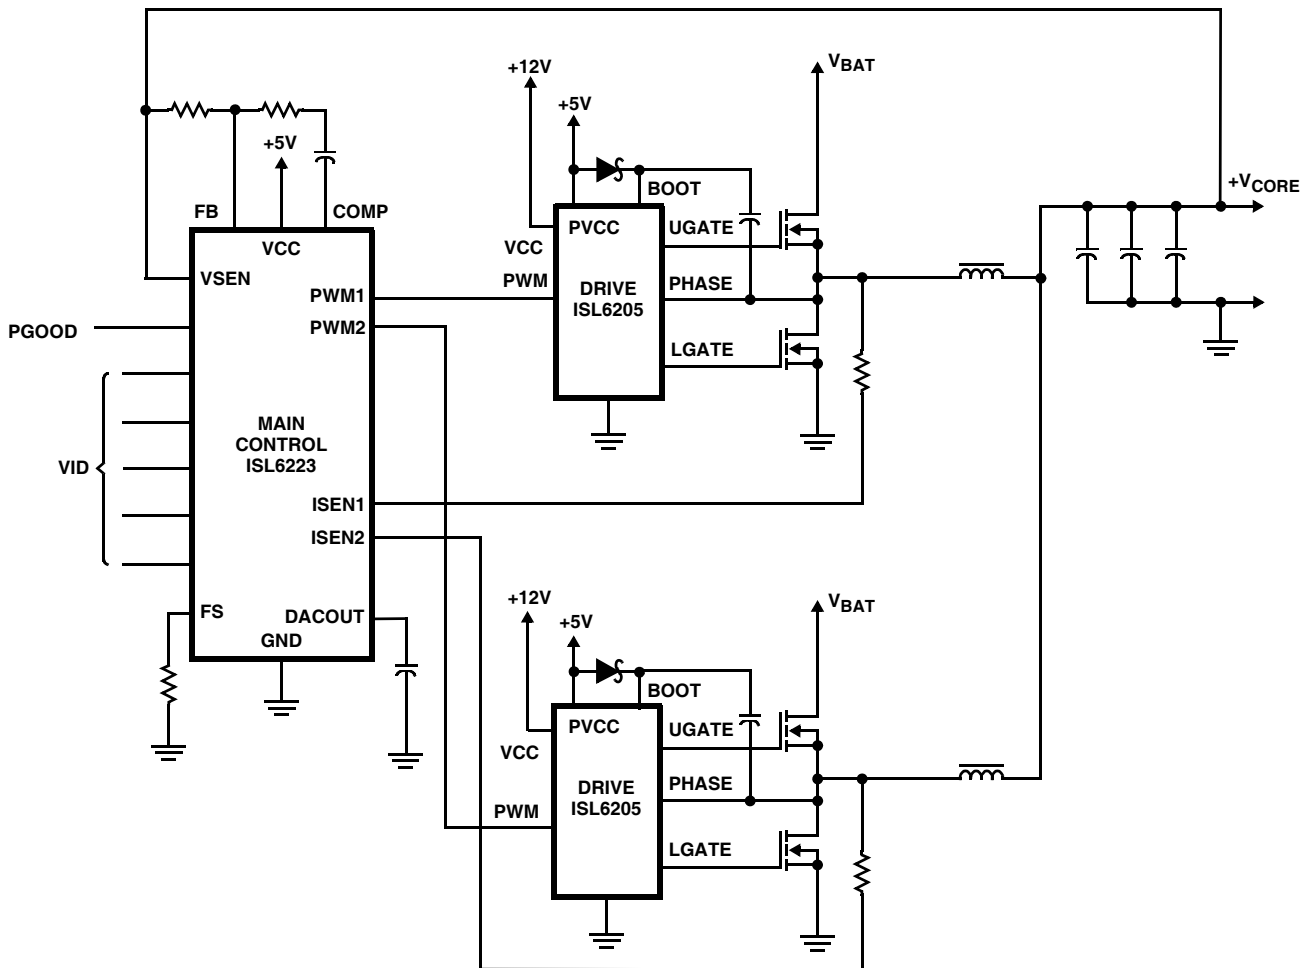 +12V
VBAT
+5V
+5V
BOOT
+VCORE
FB
COMP
VCC
PVCC
UGATE
VCC
VSEN
PWM
PHASE
PWM1
DRIVE
ISL6205
PGOOD
PWM2
LGATE
MAIN
CONTROL
ISL6223
VID
ISEN1
ISEN2
+12V
VBAT
FS
DACOUT
+5V
GND
BOOT
PVCC
UGATE
VCC
PHASE
DRIVE
ISL6205
PWM
LGATE